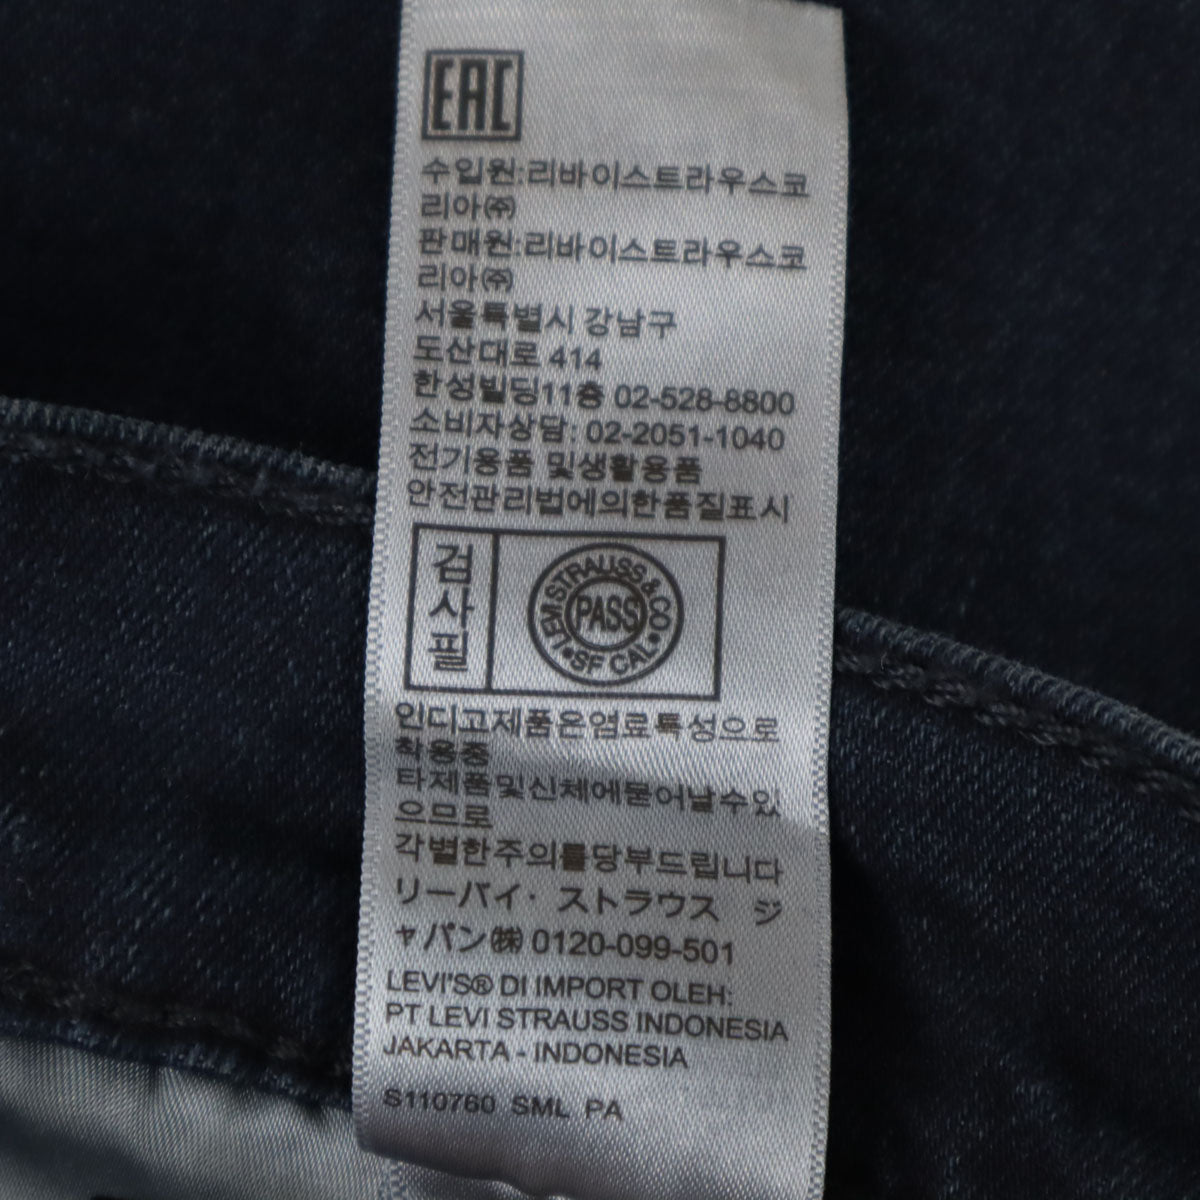 EAC
수입원:리바이스트라우스코
리아㈜
판매원:리바이스트라우스코
리아㈜
서울특별시 강남구
도산대로 414
한성빌딩11층 02-528-8800
소비자상담: 02-2051-1040
전기용품 및생활용품
안전관리법에의한품질표시
검사필
LEVI STRAUSS & CO
PASS
SF CAL
인디고제품은염료특성으로
착용중
타제품및신체에묻어날수있
으므로
각별한주의를당부드립니다
リーバイ・ストラウス ジ
ャパン㈱ 0120-099-501
LEVI'S® DI IMPORT OLEH:
PT LEVI STRAUSS INDONESIA
JAKARTA - INDONESIA
S110760 SML PA